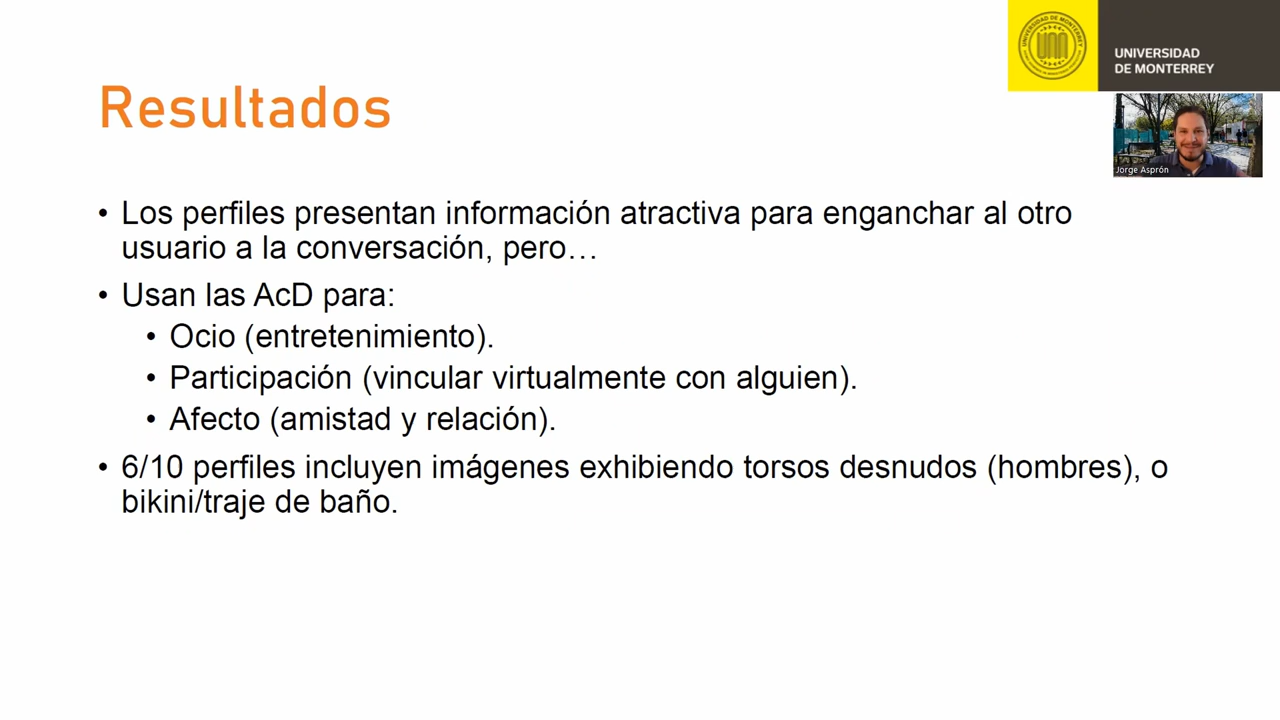 UNIVERSIDAD
DE MONTERREY
Jorge Asprón
Resultados
• Los perfiles presentan información atractiva para enganchar al otro
usuario a la conversación, pero…
• Usan las AcD para:
• Ocio (entretenimiento).
• Participación (vincular virtualmente con alguien).
• Afecto (amistad y relación).
• 6/10 perfiles incluyen imágenes exhibiendo torsos desnudos (hombres), o
bikini/traje de baño.